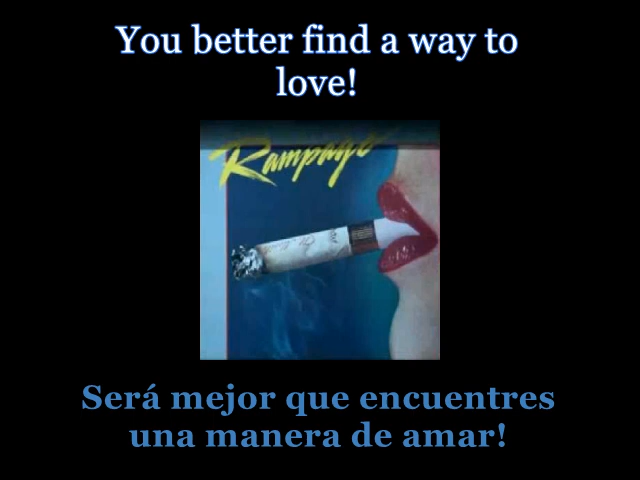 You better find a way to
love!
Rampage
Será mejor que encuentres
una manera de amar!